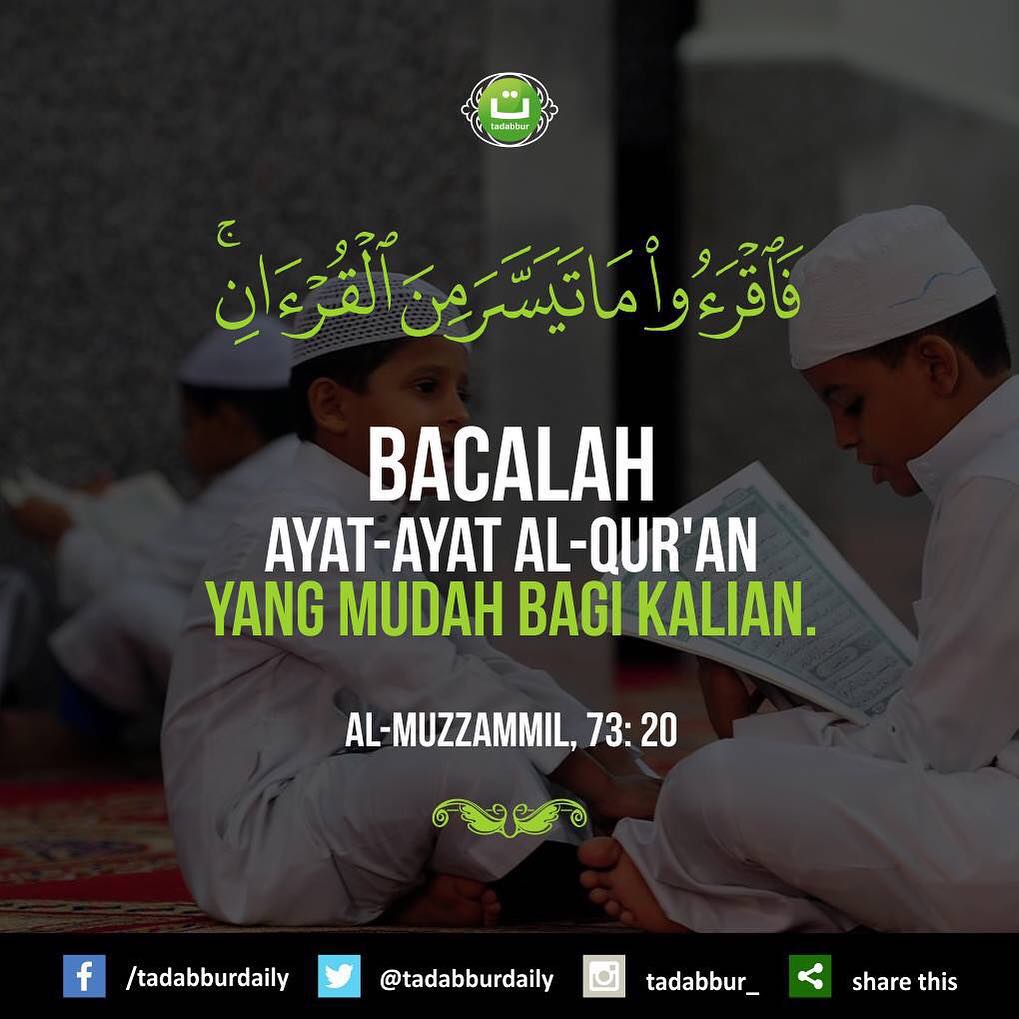 ت
tadabbur
فَٱقْرَءُوا۟ مَا تَيَسَّرَ مِنَ ٱلْقُرْءَانِ ۚ
BACALAH
AYAT-AYAT AL-QUR'AN
YANG MUDAH BAGI KALIAN.
AL-MUZZAMMIL, 73: 20
/tadabburdaily @tadabburdaily tadabbur_ share this